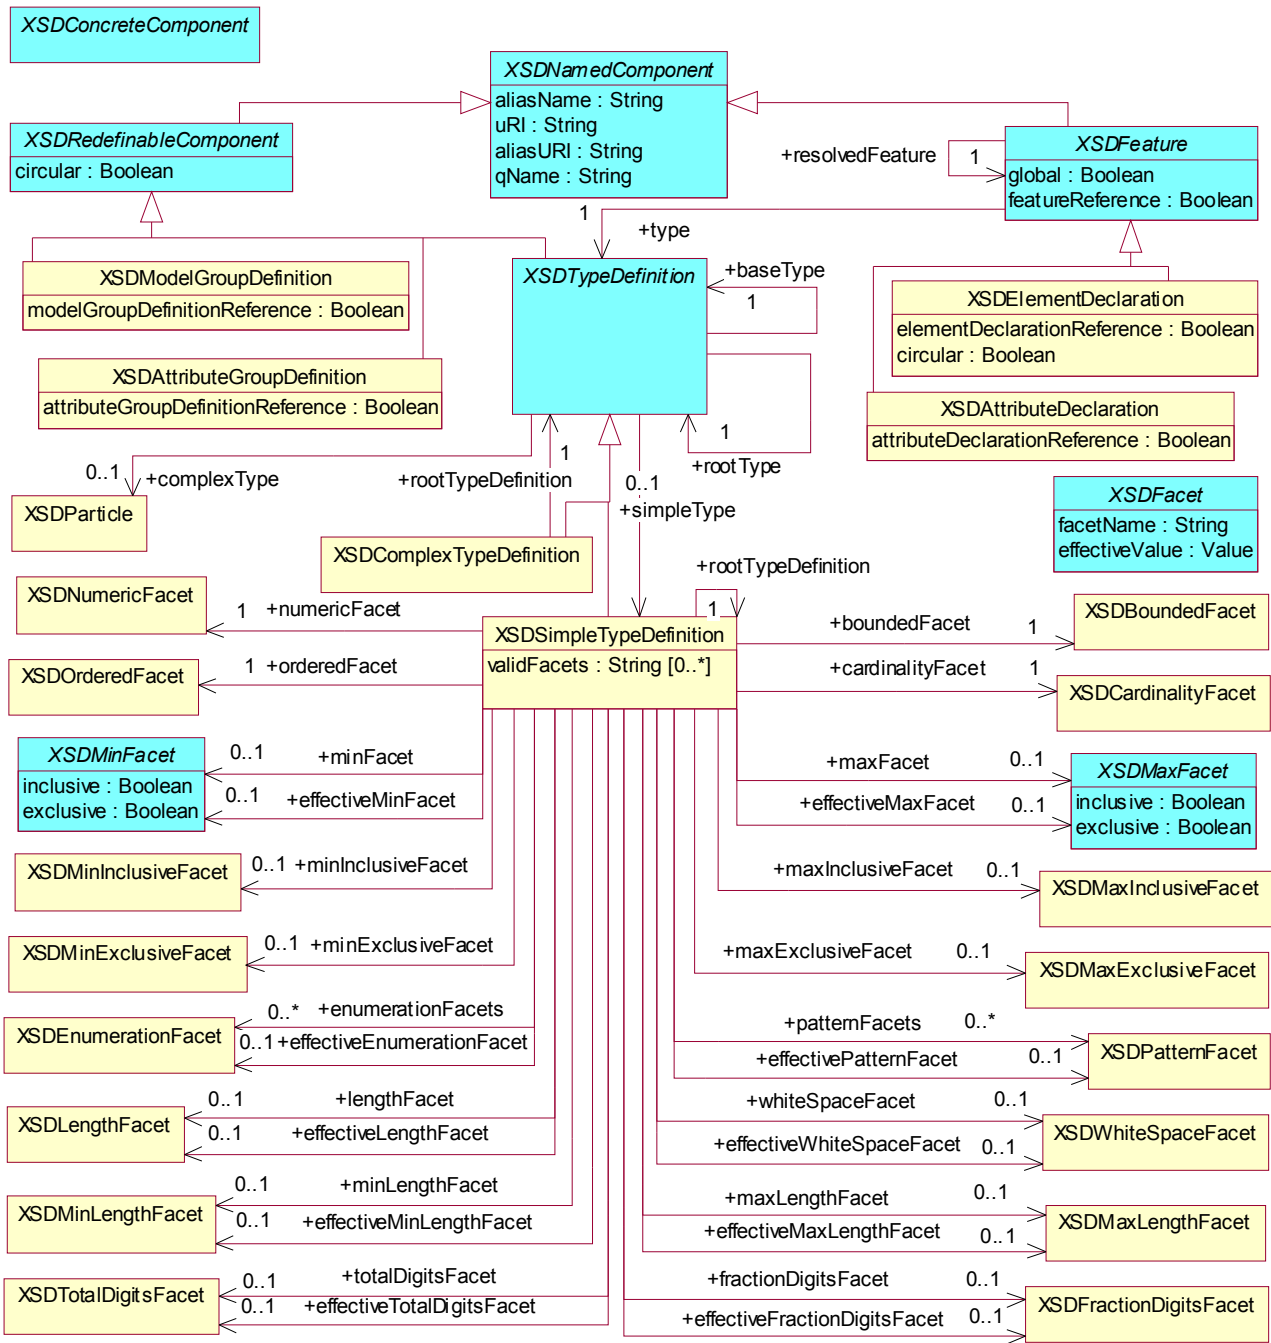 XSDConcreteComponent
XSDNamedComponent
aliasName : String
uRI : String
aliasURI : String
qName : String
XSDRedefinableComponent
circular : Boolean
+resolvedFeature
1
XSDFeature
global : Boolean
featureReference : Boolean
1
+type
XSDModelGroupDefinition
modelGroupDefinitionReference : Boolean
XSDTypeDefinition
+baseType
1
XSDElementDeclaration
elementDeclarationReference : Boolean
circular : Boolean
XSDAttributeGroupDefinition
attributeGroupDefinitionReference : Boolean
XSDAttributeDeclaration
attributeDeclarationReference : Boolean
1
+rootType
0..1
+complexType
1
+rootTypeDefinition
0..1
+simpleType
XSDParticle
XSDComplexTypeDefinition
XSDFacet
facetName : String
effectiveValue : Value
+rootTypeDefinition
1
XSDNumericFacet
1
+numericFacet
XSDSimpleTypeDefinition
validFacets : String [0..*]
+boundedFacet
1
XSDBoundedFacet
XSDOrderedFacet
1
+orderedFacet
+cardinalityFacet
1
XSDCardinalityFacet
XSDMinFacet
inclusive : Boolean
exclusive : Boolean
0..1
+minFacet
0..1
+effectiveMinFacet
+maxFacet
0..1
+effectiveMaxFacet
0..1
XSDMaxFacet
inclusive : Boolean
exclusive : Boolean
XSDMinInclusiveFacet
0..1
+minInclusiveFacet
+maxInclusiveFacet
0..1
XSDMaxInclusiveFacet
XSDMinExclusiveFacet
0..1
+minExclusiveFacet
+maxExclusiveFacet
0..1
XSDMaxExclusiveFacet
XSDEnumerationFacet
0..*
+enumerationFacets
0..1
+effectiveEnumerationFacet
+patternFacets
0..*
+effectivePatternFacet
0..1
XSDPatternFacet
XSDLengthFacet
0..1
+lengthFacet
0..1
+effectiveLengthFacet
+whiteSpaceFacet
0..1
+effectiveWhiteSpaceFacet
0..1
XSDWhiteSpaceFacet
XSDMinLengthFacet
0..1
+minLengthFacet
0..1
+effectiveMinLengthFacet
+maxLengthFacet
0..1
+effectiveMaxLengthFacet
0..1
XSDMaxLengthFacet
XSDTotalDigitsFacet
0..1
+totalDigitsFacet
0..1
+effectiveTotalDigitsFacet
+fractionDigitsFacet
0..1
+effectiveFractionDigitsFacet
0..1
XSDFractionDigitsFacet